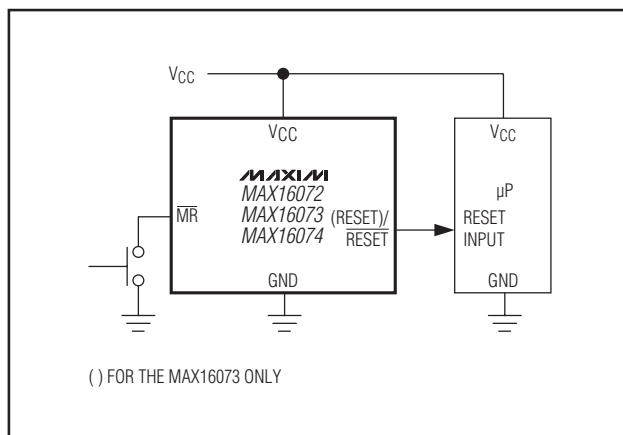 VCC
VCC
MAXIM
MAX16072
MAX16073
MAX16074
MR
(RESET)/
RESET
GND
VCC
µP
RESET
INPUT
GND
( ) FOR THE MAX16073 ONLY